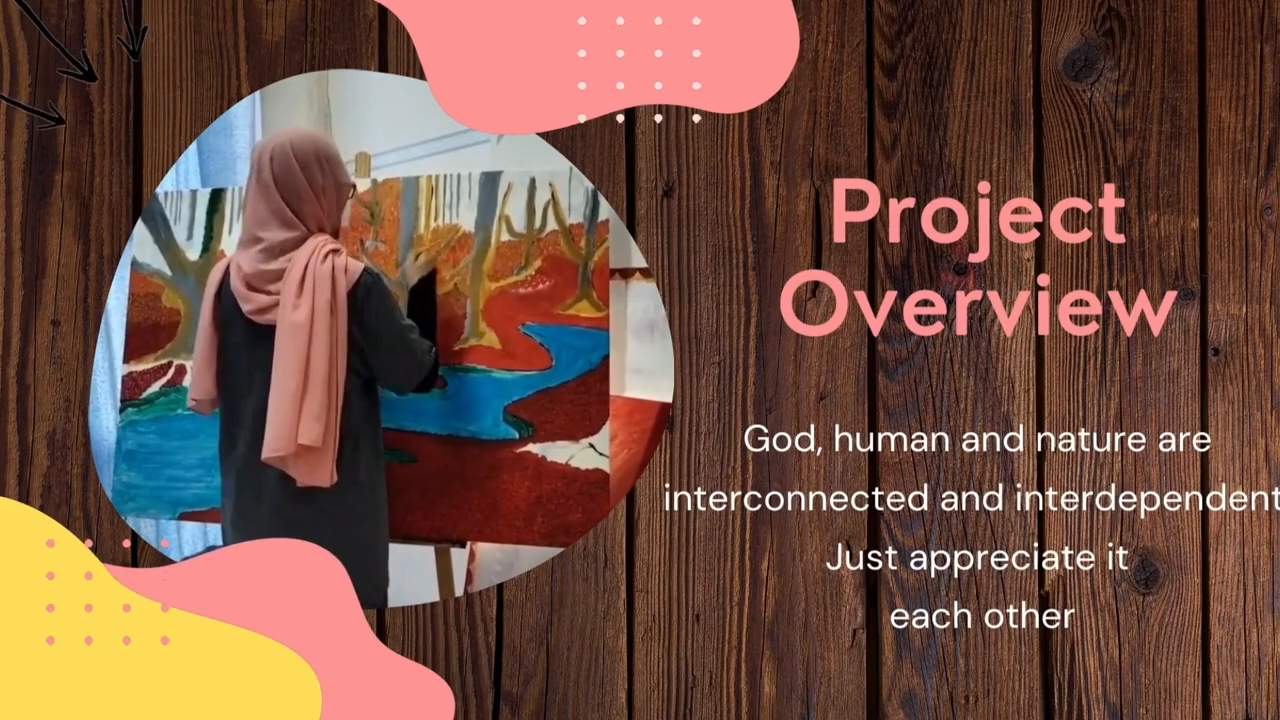 Project
Overview
God, human and nature are
interconnected and interdependent
Just appreciate it
each other